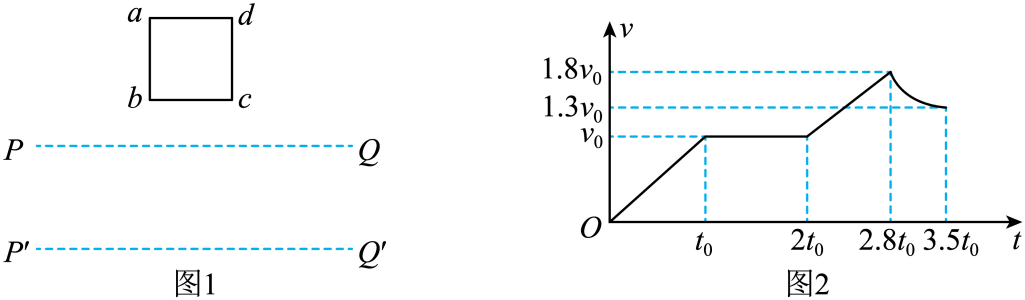 a d
b c
P Q
P′ Q′
图1
v
1.8v₀
1.3v₀
v₀
O t₀ 2t₀ 2.8t₀ 3.5t₀ t
图2